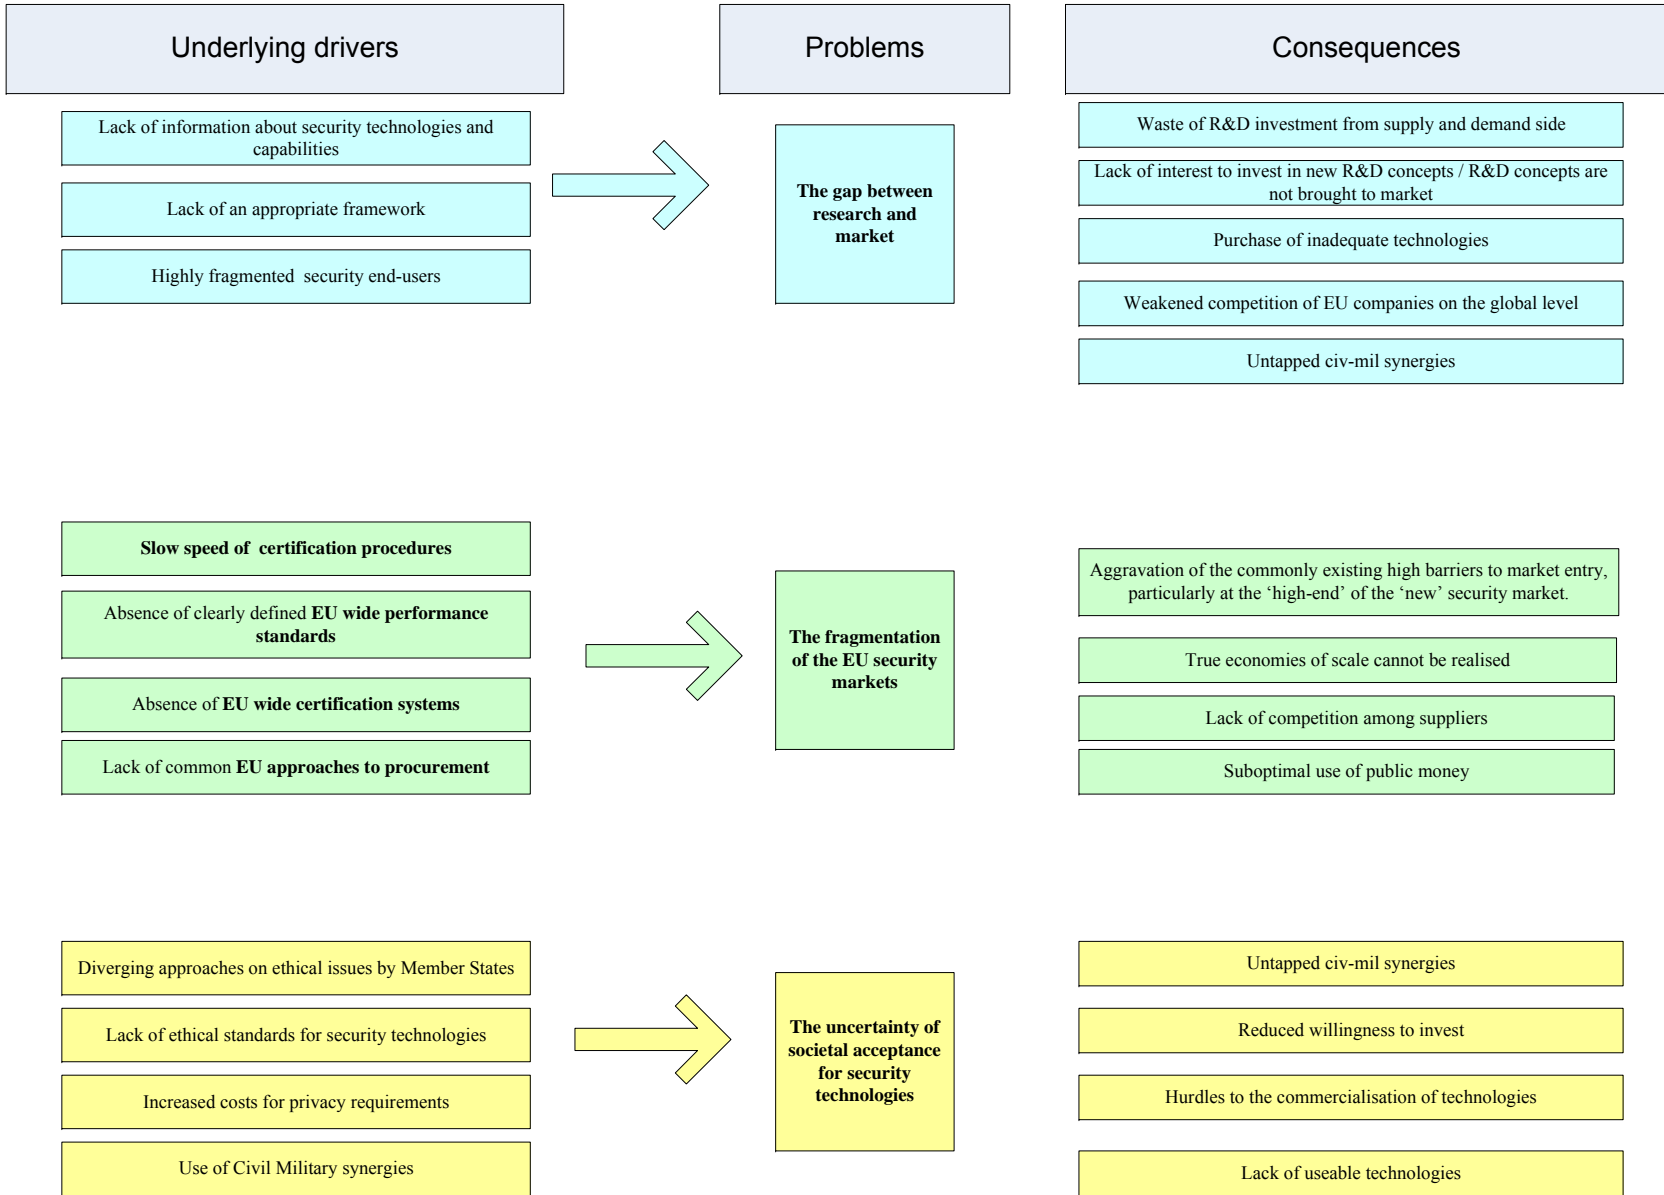 Underlying drivers
Problems
Consequences
Lack of information about security technologies and
capabilities
Lack of an appropriate framework
Highly fragmented security end-users
The gap between
research and
market
Waste of R&D investment from supply and demand side
Lack of interest to invest in new R&D concepts / R&D concepts are
not brought to market
Purchase of inadequate technologies
Weakened competition of EU companies on the global level
Untapped civ-mil synergies
Slow speed of certification procedures
Absence of clearly defined EU wide performance
standards
Absence of EU wide certification systems
Lack of common EU approaches to procurement
The fragmentation
of the EU security
markets
Aggravation of the commonly existing high barriers to market entry,
particularly at the ‘high-end’ of the ‘new’ security market.
True economies of scale cannot be realised
Lack of competition among suppliers
Suboptimal use of public money
Diverging approaches on ethical issues by Member States
Lack of ethical standards for security technologies
Increased costs for privacy requirements
Use of Civil Military synergies
The uncertainty of
societal acceptance
for security
technologies
Untapped civ-mil synergies
Reduced willingness to invest
Hurdles to the commercialisation of technologies
Lack of useable technologies